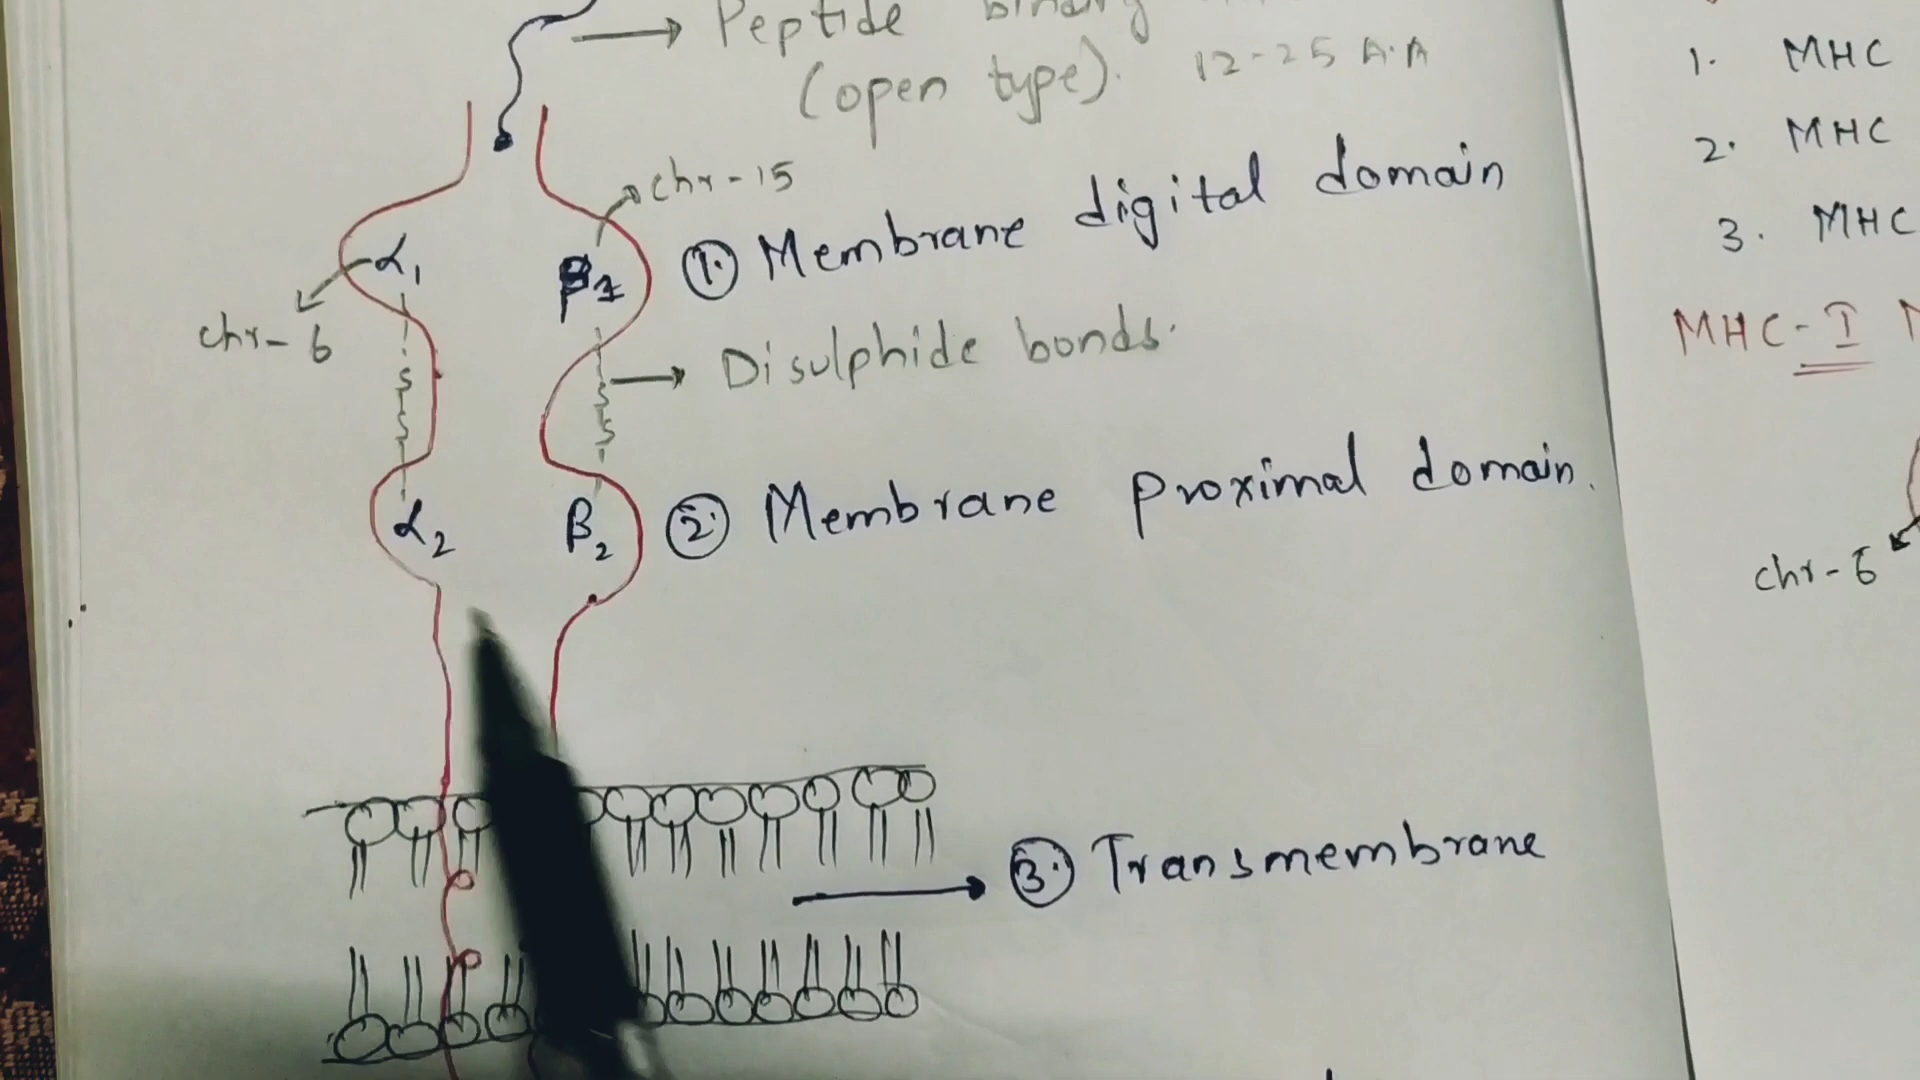 Peptide
(open type). 12-25 A.A
chr-15
α1
β1
① Membrane digital domain
chr-6
S
S
S
S
Disulphide bonds.
α2
β2
② Membrane proximal domain.
③ Transmembrane
1. MHC
2. MHC
3. MHC
MHC-I
chr-6